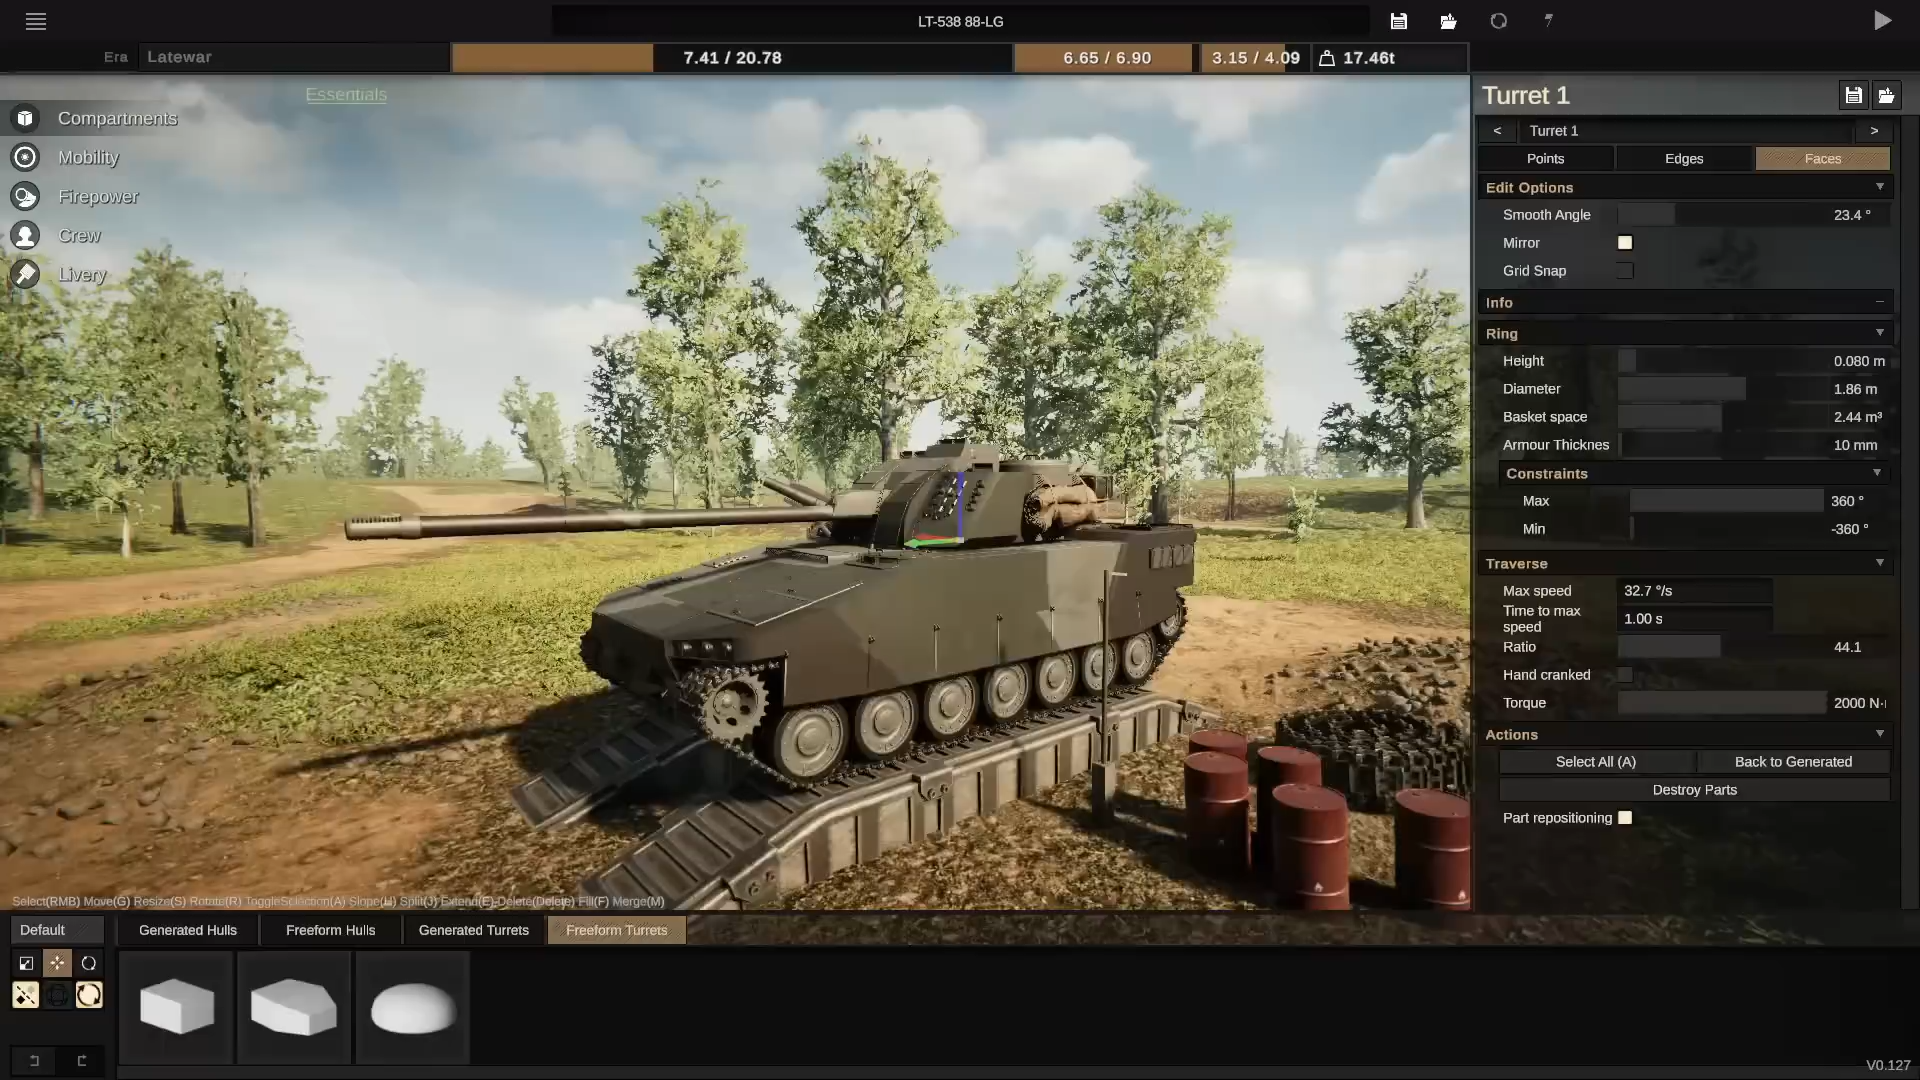 LT-538 88-LG
Era Latewar 7.41 / 20.78 6.65 / 6.90 3.15 / 4.09 17.46t
Essentials
Compartments
Mobility
Firepower
Crew
Livery
Turret 1
< Turret 1 >
Points Edges Faces
Edit Options
Smooth Angle 23.4 °
Mirror
Grid Snap
Info
Ring
Height 0.080 m
Diameter 1.86 m
Basket space 2.44 m³
Armour Thicknes 10 mm
Constraints
Max 360 °
Min -360 °
Traverse
Max speed 32.7 °/s
Time to max speed 1.00 s
Ratio 44.1
Hand cranked
Torque 2000 N·
Actions
Select All (A) Back to Generated
Destroy Parts
Part repositioning
Select(RMB) Move(G) Resize(S) Rotate(R) ToggleSelection(A) Slope(H) Split(J) Extend(E) Delete(Delete) Fill(F) Merge(M)
Default Generated Hulls Freeform Hulls Generated Turrets Freeform Turrets
V0.127